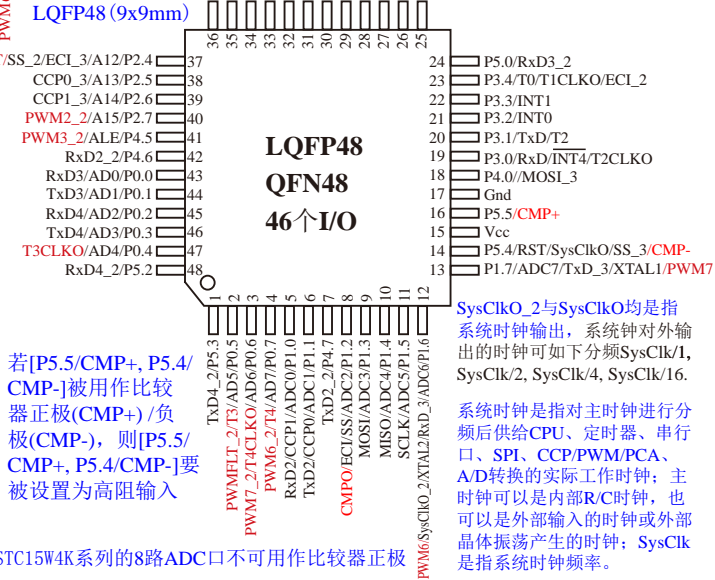 PWM6
LQFP48(9x9mm)
36 35 34 33 32 31 30 29 28 27 26 25
/SS_2/ECI_3/A12/P2.4 37
CCP0_3/A13/P2.5 38
CCP1_3/A14/P2.6 39
PWM2_2/A15/P2.7 40
PWM3_2/ALE/P4.5 41
RxD2_2/P4.6 42
RxD3/AD0/P0.0 43
TxD3/AD1/P0.1 44
RxD4/AD2/P0.2 45
TxD4/AD3/P0.3 46
T3CLKO/AD4/P0.4 47
RxD4_2/P5.2 48
LQFP48
QFN48
46个I/O
24 P5.0/RxD3_2
23 P3.4/T0/T1CLKO/ECI_2
22 P3.3/INT1
21 P3.2/INT0
20 P3.1/TxD/T2
19 P3.0/RxD/INT4/T2CLKO
18 P4.0//MOSI_3
17 Gnd
16 P5.5/CMP+
15 Vcc
14 P5.4/RST/SysClkO/SS_3/CMP-
13 P1.7/ADC7/TxD_3/XTAL1/PWM7
1 TxD4_2/P5.3
2 PWMFLT_2/T3/AD5/P0.5
3 PWM7_2/T4CLKO/AD6/P0.6
4 PWM6_2/T4/AD7/P0.7
5 RxD2/CCP1/ADC0/P1.0
6 TxD2/CCP0/ADC1/P1.1
7 TxD2_2/P4.7
8 CMPO/ECI/SS/ADC2/P1.2
9 MOSI/ADC3/P1.3
10 MISO/ADC4/P1.4
11 SCLK/ADC5/P1.5
12 PWM6/SysClkO_2/XTAL2/RxD_3/ADC6/P1.6
若[P5.5/CMP+, P5.4/
CMP-]被用作比较
器正极(CMP+) /负
极(CMP-)，则[P5.5/
CMP+, P5.4/CMP-]要
被设置为高阻输入
STC15W4K系列的8路ADC口不可用作比较器正极
SysClkO_2与SysClkO均是指
系统时钟输出，系统钟对外输
出的时钟可如下分频SysClk/1,
SysClk/2, SysClk/4, SysClk/16.
系统时钟是指对主时钟进行分
频后供给CPU、定时器、串行
口、SPI、CCP/PWM/PCA、
A/D转换的实际工作时钟；主
时钟可以是内部R/C时钟，也
可以是外部输入的时钟或外部
晶体振荡产生的时钟；SysClk
是指系统时钟频率。